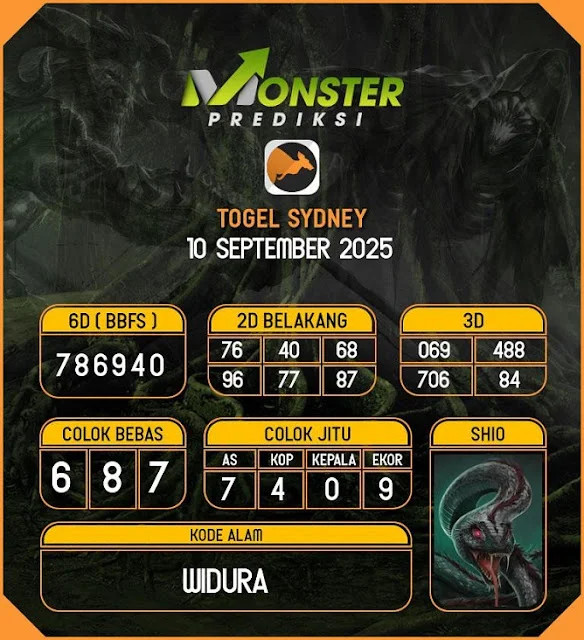 MONSTER
PREDIKSI
TOGEL SYDNEY
10 SEPTEMBER 2025
6D ( BBFS )
786940
2D BELAKANG
76 40 68
96 77 87
3D
069 488
706 84
COLOK BEBAS
6 8 7
COLOK JITU
AS KOP KEPALA EKOR
7 4 0 9
SHIO
KODE ALAM
WIDURA